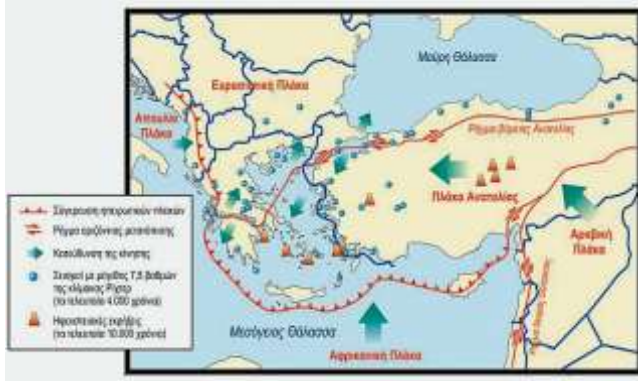 Μαύρη Θάλασσα
Ευρασιατική Πλάκα
Απουλια
Πλάκα
Ρήγμα Βόρειας Ανατολίας
Πλάκα Ανατολίας
Αραβική
Πλάκα
Μεσόγειος Θάλασσα
Αφρικανική Πλάκα
Σύγκρουση ηπειρωτικών πλακών
Ρήγμα οριζόντιας μετατόπισης
Κατεύθυνση της κίνησης
Σεισμοί με μέγεθος 7,5 βαθμών
της κλίμακας Ρίχτερ
(τα τελευταία 4.000 χρόνια)
Ηφαιστειακές εκρήξεις
(τα τελευταία 10.000 χρόνια)